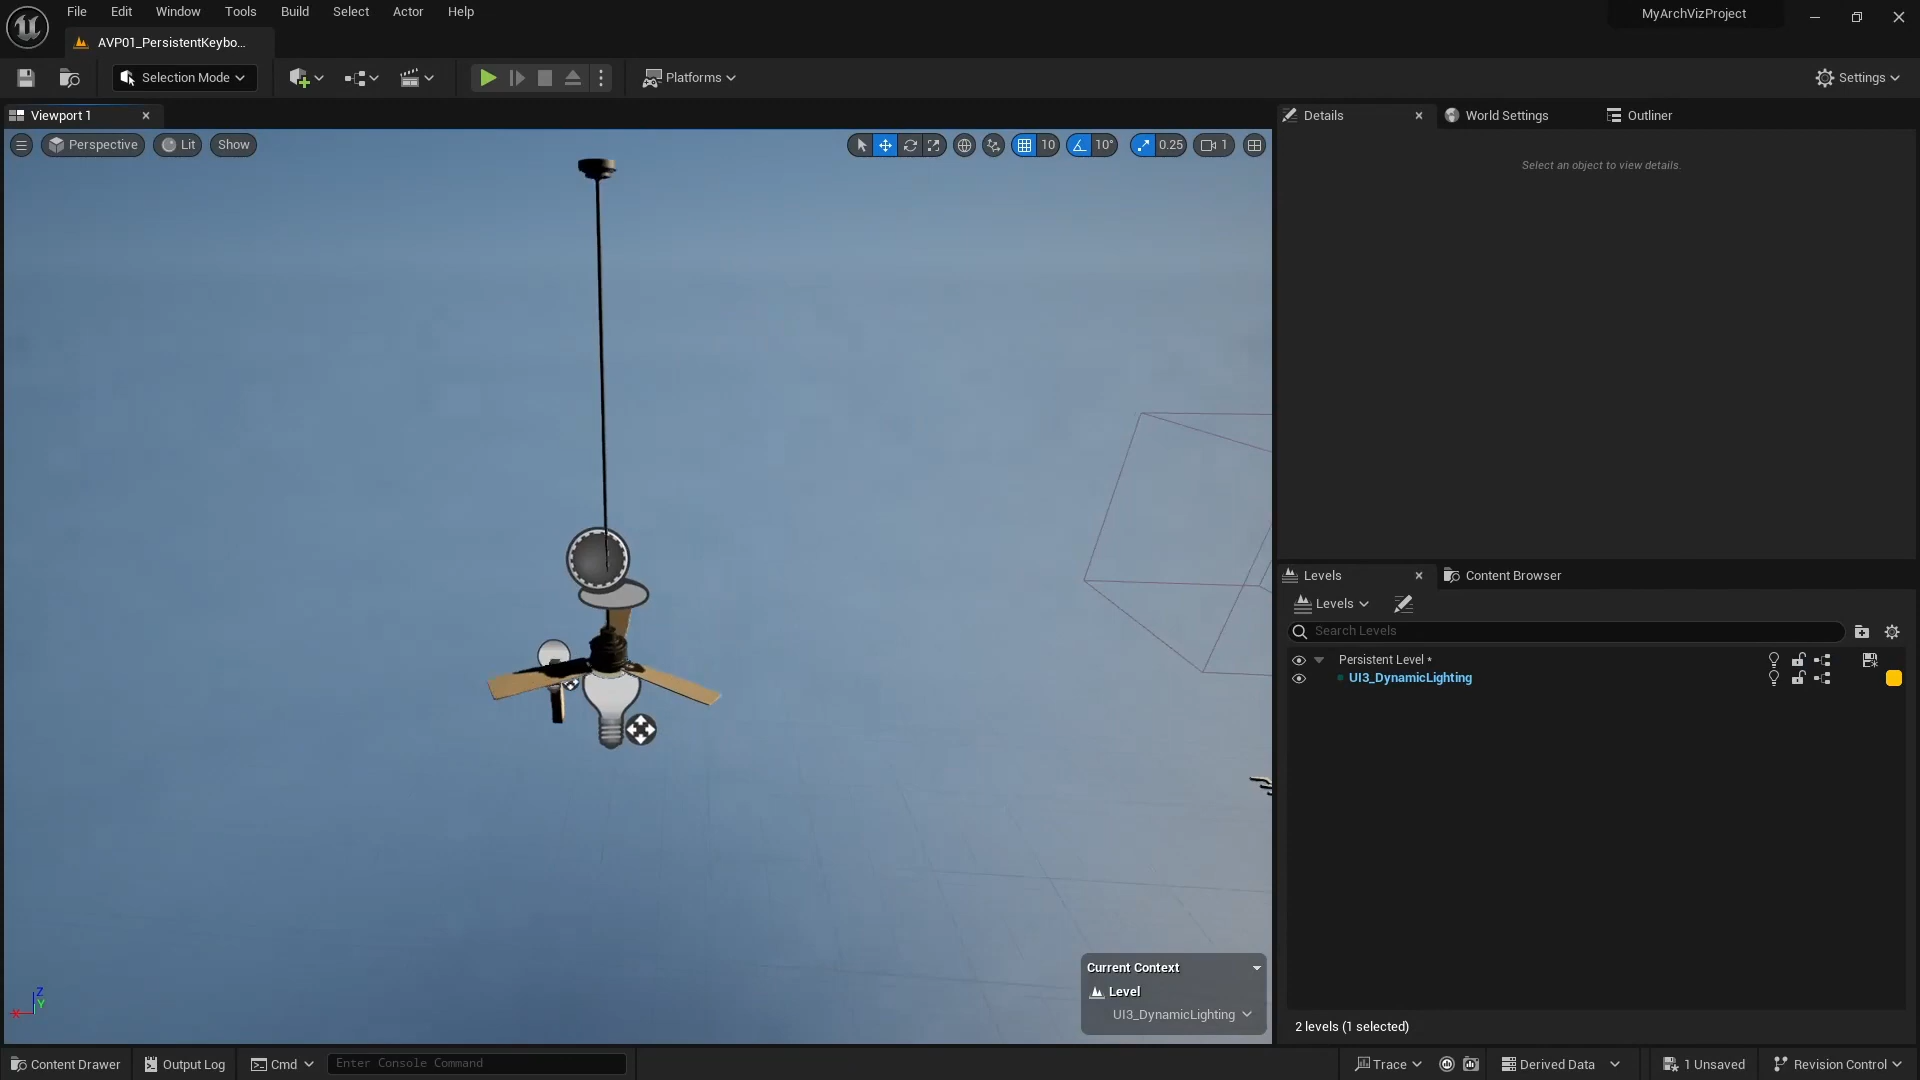 File Edit Window Tools Build Select Actor Help
MyArchVizProject
AVP01_PersistentKeybo...
Selection Mode
Platforms
Settings
Viewport 1
Details
World Settings
Outliner
Perspective
Lit
Show
10
10°
0.25
1
Select an object to view details.
Levels
Content Browser
Levels
Search Levels
Persistent Level *
UI3_DynamicLighting
Z
Y
X
Current Context
Level
UI3_DynamicLighting
2 levels (1 selected)
Content Drawer
Output Log
Cmd
Enter Console Command
Trace
Derived Data
1 Unsaved
Revision Control